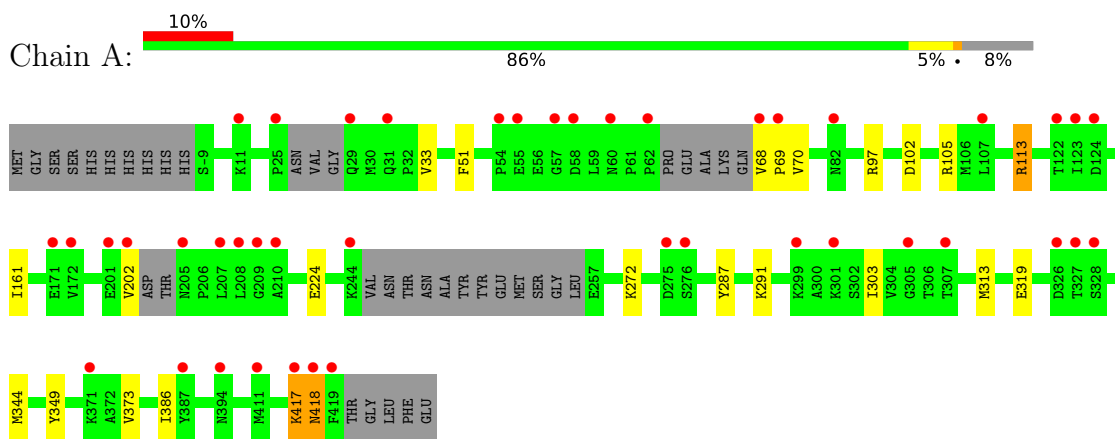 10%
Chain A:
86% 5% • 8%
MET GLY SER SER HIS HIS HIS HIS HIS HIS S-9 K11 P25 ASN VAL GLY Q29 M30 Q31 P32 V33 F51 P54 E55 E56 G57 D58 L59 N60 P61 P62 PRO GLU ALA LYS GLN V68 P69 V70 N82 R97 D102 R105 M106 L107 R113 T122 I123 D124
I161 E171 V172 E201 V202 ASP THR N205 P206 L207 L208 G209 A210 E224 K244 VAL ASN THR ASN ALA TYR TYR GLU MET SER GLY LEU E257 K272 D275 S276 Y287 K291 K299 A300 K301 S302 I303 V304 G305 T306 T307 M313 E319 D326 T327 S328
M344 Y349 K371 A372 V373 I386 Y387 N394 M411 K417 N418 F419 THR GLY LEU PHE GLU